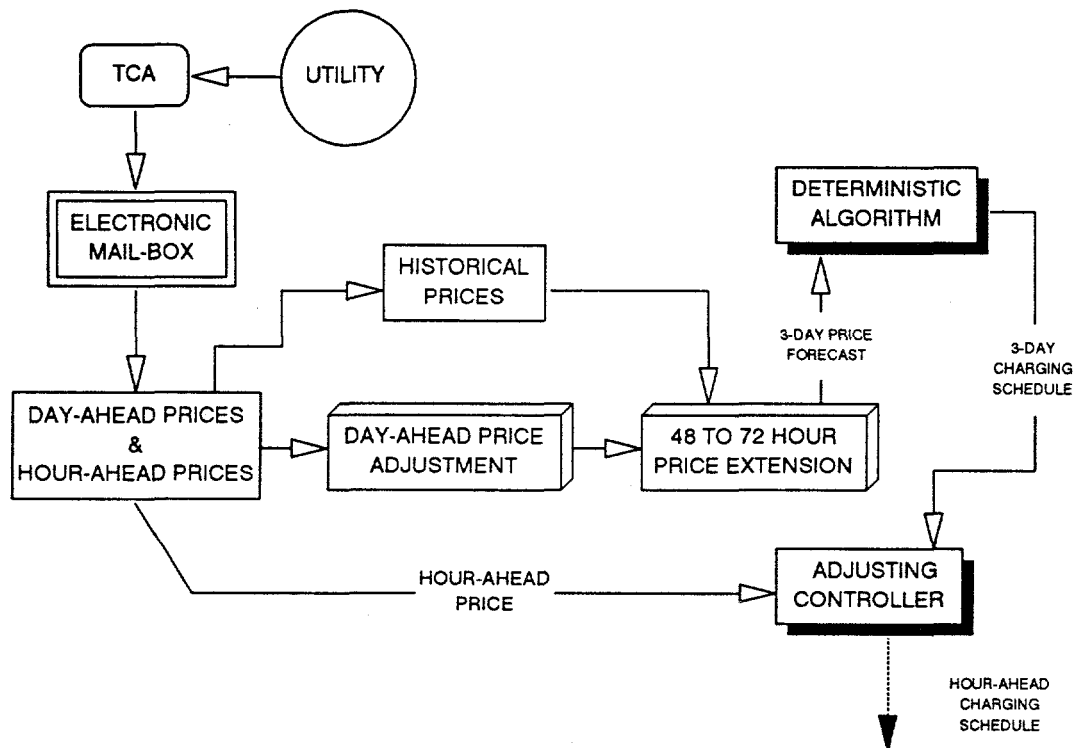 TCA
UTILITY
ELECTRONIC
MAIL-BOX
DETERMINISTIC
ALGORITHM
HISTORICAL
PRICES
3-DAY PRICE
FORECAST
3-DAY
CHARGING
SCHEDULE
DAY-AHEAD PRICES
&
HOUR-AHEAD PRICES
DAY-AHEAD PRICE
ADJUSTMENT
48 TO 72 HOUR
PRICE EXTENSION
HOUR-AHEAD
PRICE
ADJUSTING
CONTROLLER
HOUR-AHEAD
CHARGING
SCHEDULE